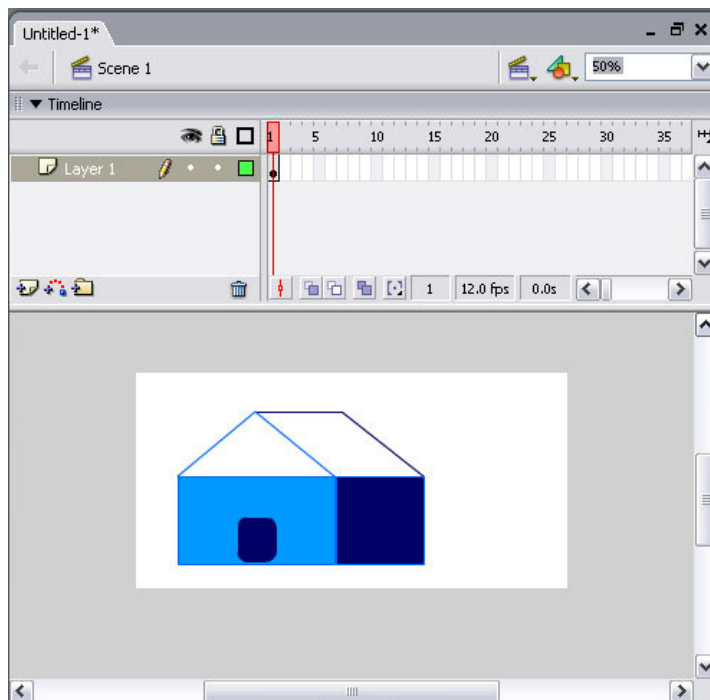 Untitled-1*
Scene 1
50%
Timeline
1 5 10 15 20 25 30 35
Layer 1
1 12.0 fps 0.0s